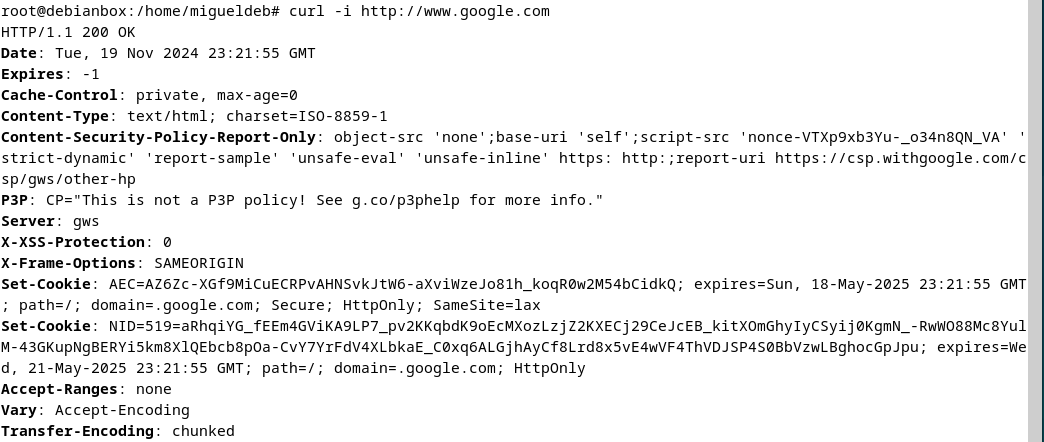 root@debianbox:/home/migueldeb# curl -i http://www.google.com
HTTP/1.1 200 OK
Date: Tue, 19 Nov 2024 23:21:55 GMT
Expires: -1
Cache-Control: private, max-age=0
Content-Type: text/html; charset=ISO-8859-1
Content-Security-Policy-Report-Only: object-src 'none';base-uri 'self';script-src 'nonce-VTXp9xb3Yu-_o34n8QN_VA' '
strict-dynamic' 'report-sample' 'unsafe-eval' 'unsafe-inline' https: http:;report-uri https://csp.withgoogle.com/c
sp/gws/other-hp
P3P: CP="This is not a P3P policy! See g.co/p3phelp for more info."
Server: gws
X-XSS-Protection: 0
X-Frame-Options: SAMEORIGIN
Set-Cookie: AEC=AZ6Zc-XGf9MiCuECRPvAHNSvkJtW6-aXviWzeJo81h_koqR0w2M54bCidkQ; expires=Sun, 18-May-2025 23:21:55 GMT
; path=/; domain=.google.com; Secure; HttpOnly; SameSite=lax
Set-Cookie: NID=519=aRhqiYG_fEEm4GViKA9LP7_pv2KKqbdK9oEcMXozLzjZ2KXECj29CeJcEB_kitXOmGhyIyCSyij0KgmN_-RwWO88Mc8Yul
M-43GKupNgBERYi5km8XlQEbcb8pOa-CvY7YrFdV4XLbkaE_C0xq6ALGjhAyCf8Lrd8x5vE4wVF4ThVDJSP4S0BbVzwLBghocGpJpu; expires=We
d, 21-May-2025 23:21:55 GMT; path=/; domain=.google.com; HttpOnly
Accept-Ranges: none
Vary: Accept-Encoding
Transfer-Encoding: chunked